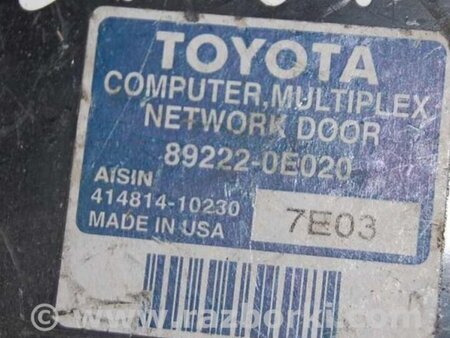 TOYOTA
COMPUTER,MULTIPLEX
NETWORK DOOR
89222-0E020
AISIN
414814-10230
MADE IN USA
7E03
© www.razborki.com